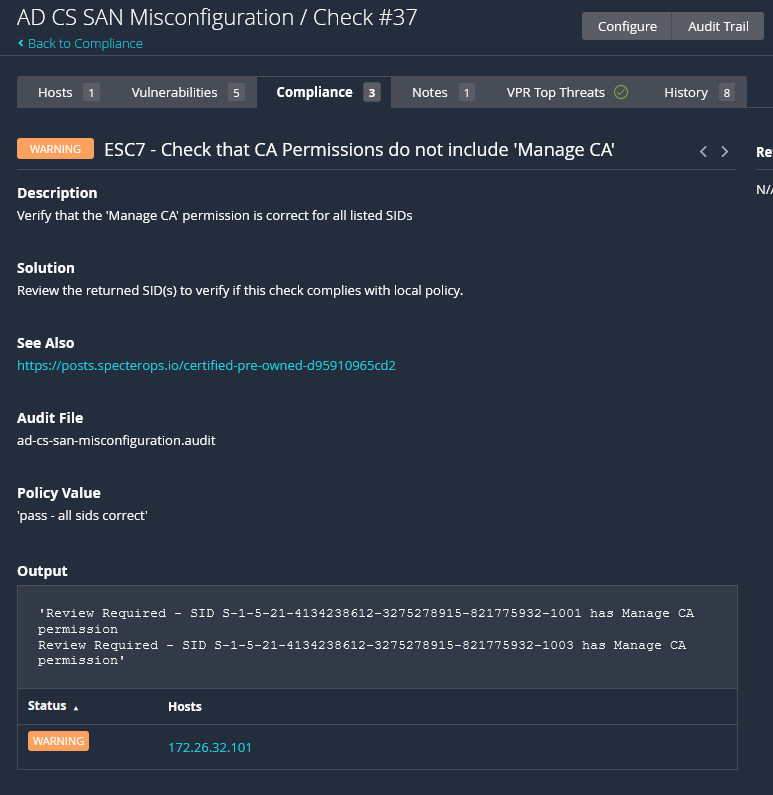 AD CS SAN Misconfiguration / Check #37
Configure
Audit Trail
Back to Compliance
Hosts 1
Vulnerabilities 5
Compliance 3
Notes 1
VPR Top Threats
History 8
WARNING
ESC7 - Check that CA Permissions do not include 'Manage CA'
Description
Verify that the 'Manage CA' permission is correct for all listed SIDs
Solution
Review the returned SID(s) to verify if this check complies with local policy.
See Also
https://posts.specterops.io/certified-pre-owned-d95910965cd2
Audit File
ad-cs-san-misconfiguration.audit
Policy Value
'pass - all sids correct'
Output
'Review Required - SID S-1-5-21-4134238612-3275278915-821775932-1001 has Manage CA
permission
Review Required - SID S-1-5-21-4134238612-3275278915-821775932-1003 has Manage CA
permission'
Status Hosts
WARNING 172.26.32.101